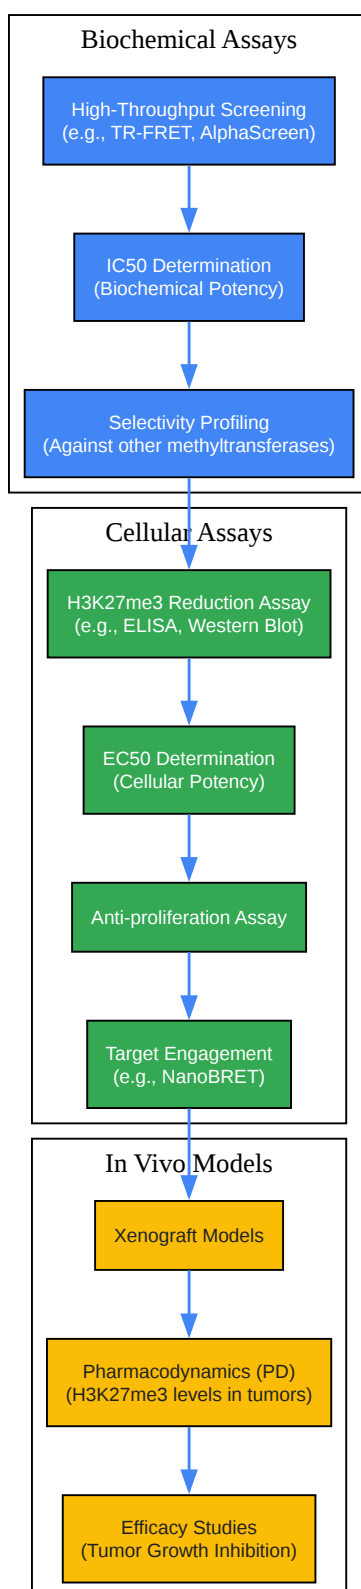 Biochemical Assays
High-Throughput Screening
(e.g., TR-FRET, AlphaScreen)
IC50 Determination
(Biochemical Potency)
Selectivity Profiling
(Against other methyltransferases)
Cellular Assays
H3K27me3 Reduction Assay
(e.g., ELISA, Western Blot)
EC50 Determination
(Cellular Potency)
Anti-proliferation Assay
Target Engagement
(e.g., NanoBRET)
In Vivo Models
Xenograft Models
Pharmacodynamics (PD)
(H3K27me3 levels in tumors)
Efficacy Studies
(Tumor Growth Inhibition)